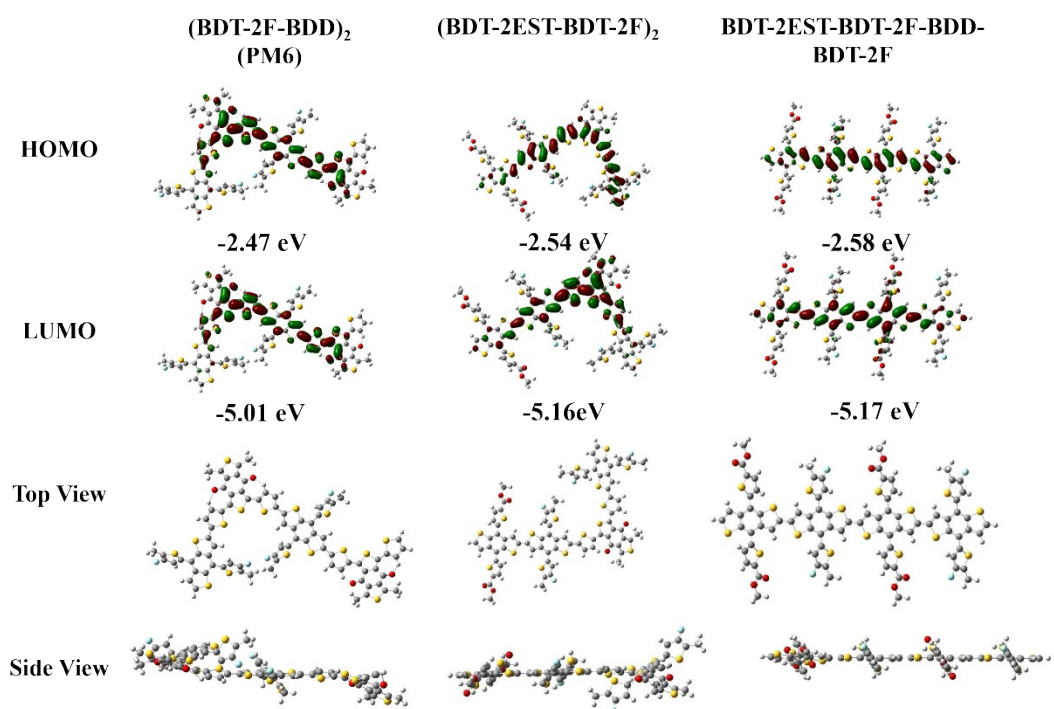 (BDT-2F-BDD)₂
(PM6)
(BDT-2EST-BDT-2F)₂
BDT-2EST-BDT-2F-BDD-
BDT-2F
HOMO
-2.47 eV
-2.54 eV
-2.58 eV
LUMO
-5.01 eV
-5.16eV
-5.17 eV
Top View
Side View